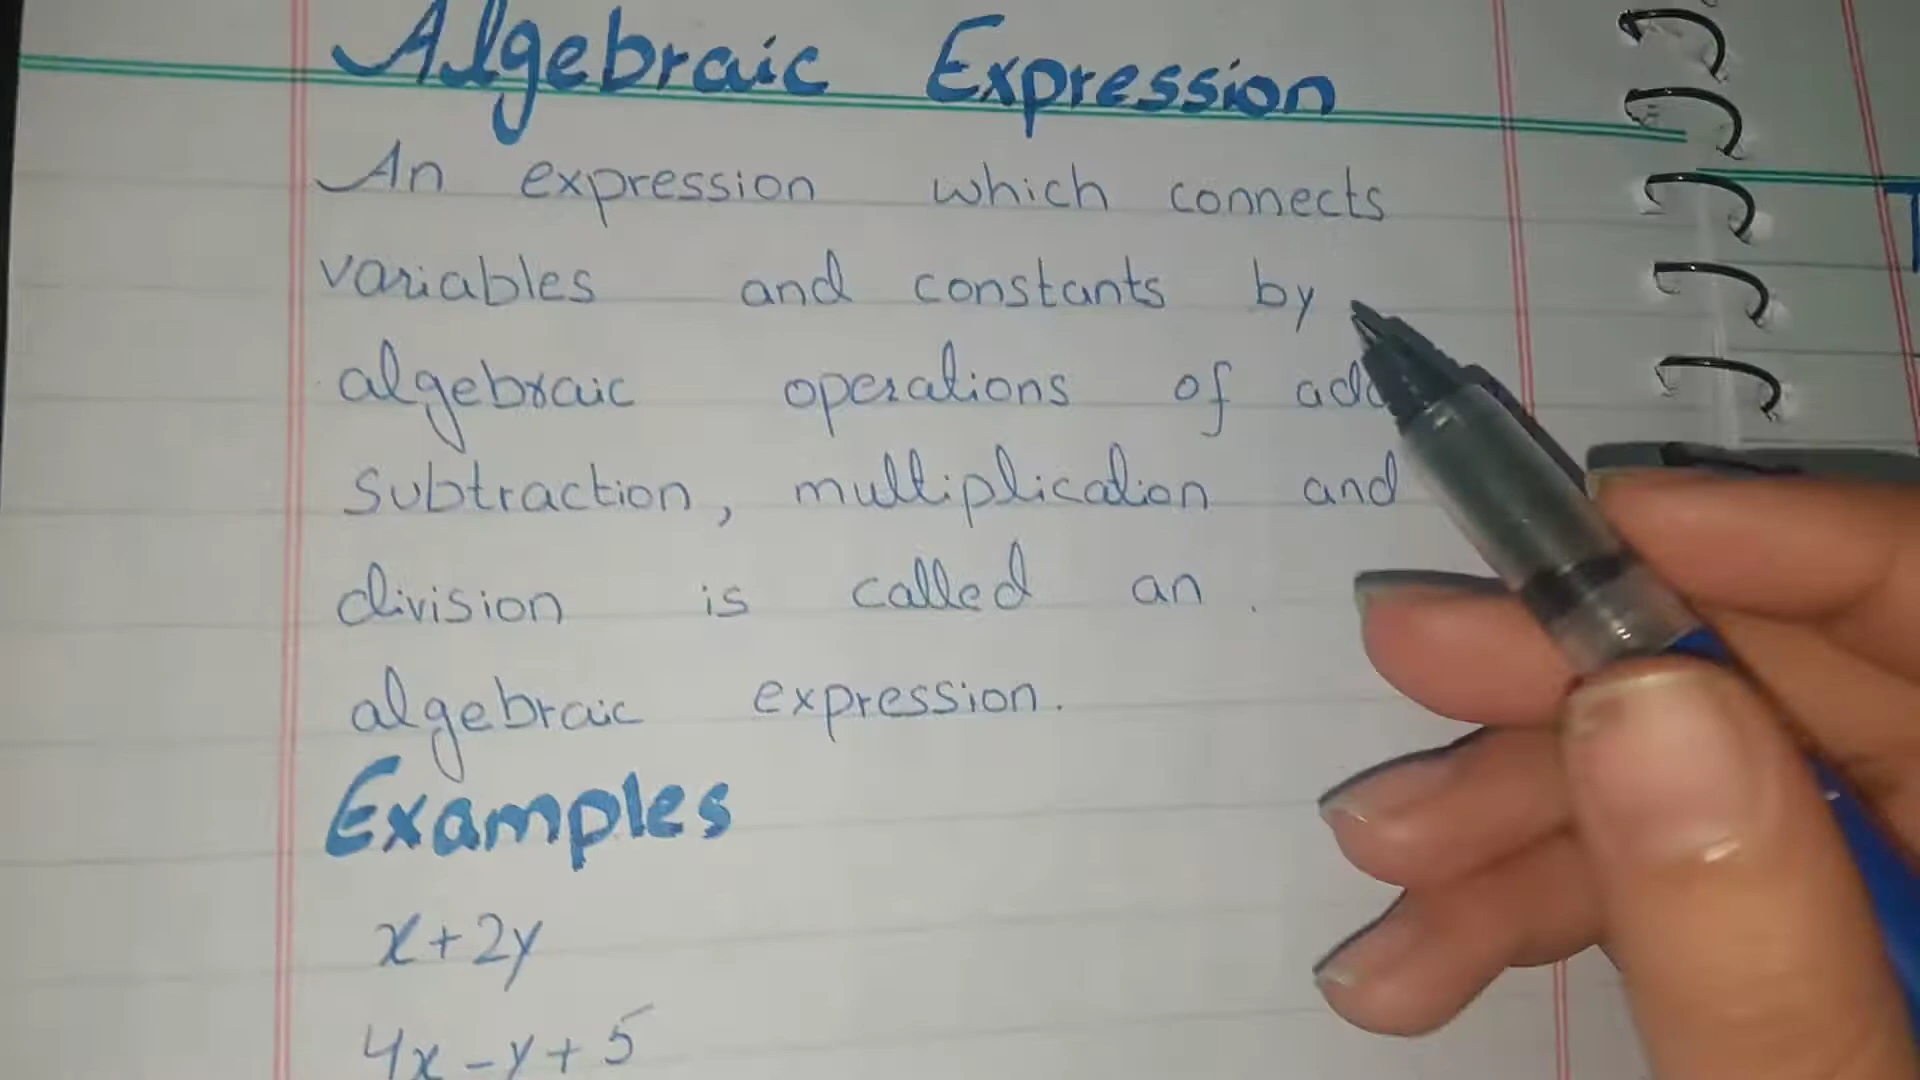 Algebraic Expression
An expression which connects
variables and constants by
algebraic operations of
subtraction, multiplication and
division is called an
algebraic expression.
Examples
x+2y
4x-y+5